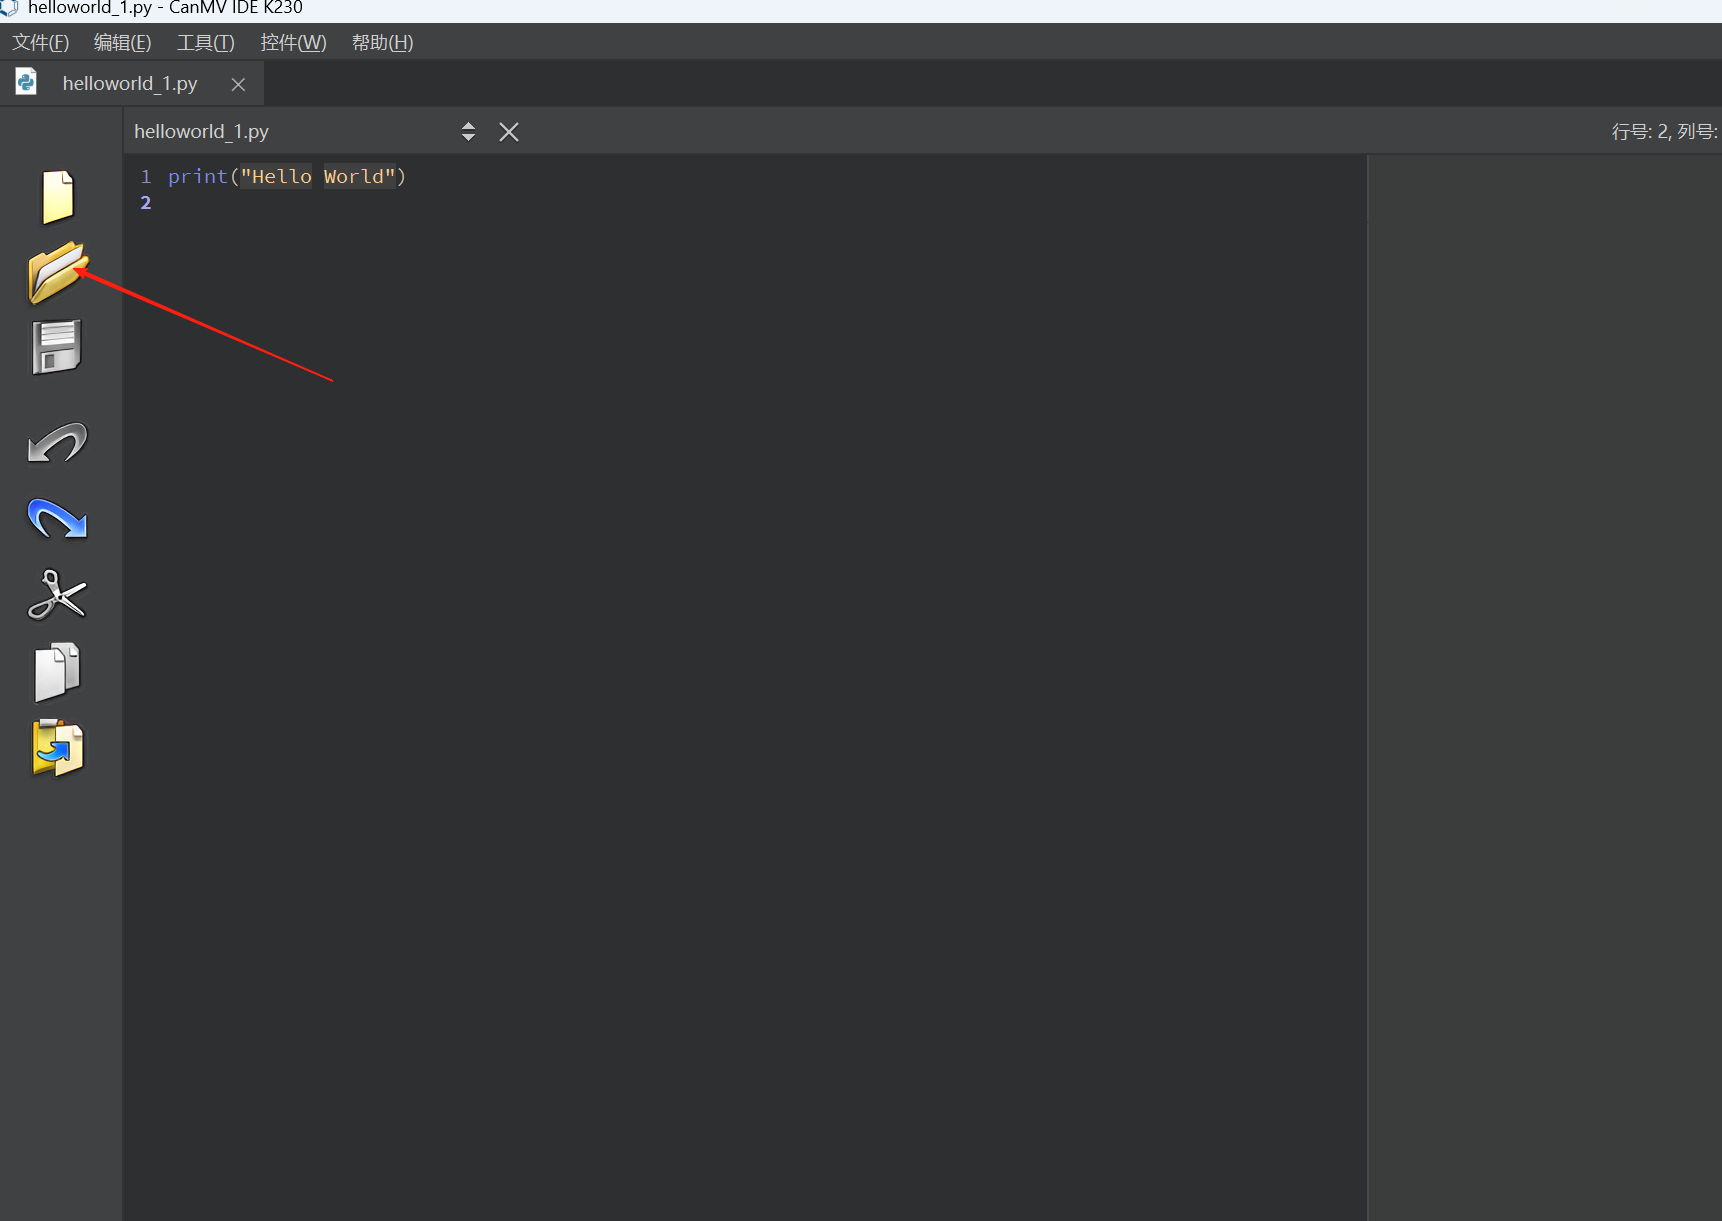 helloworld_1.py - CanMV IDE K230
文件(F) 编辑(E) 工具(T) 控件(W) 帮助(H)
helloworld_1.py
helloworld_1.py 行号: 2, 列号:
1 print("Hello World")
2